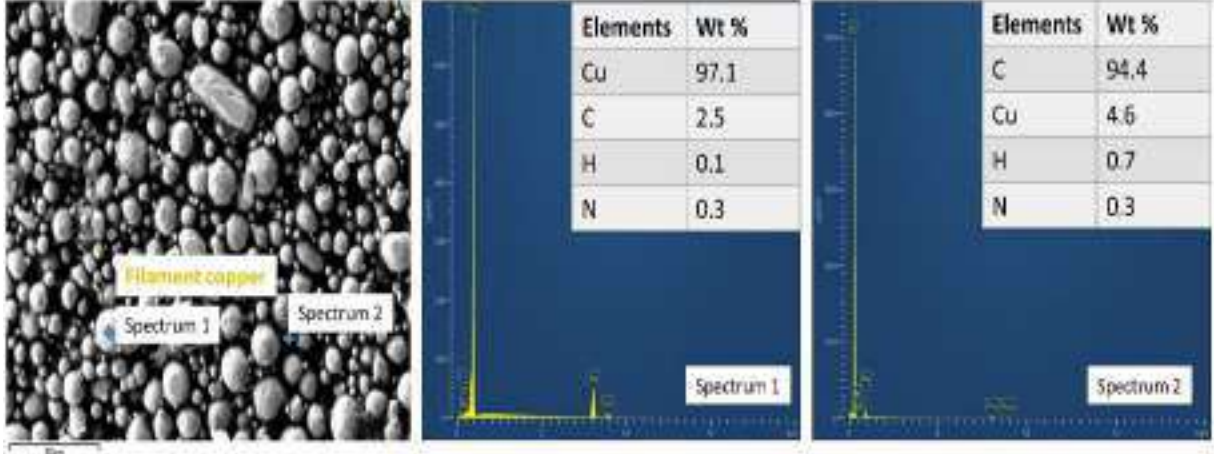 Filament copper
Spectrum 1
Spectrum 2
Elements Wt %
Cu 97.1
C 2.5
H 0.1
N 0.3
Spectrum 1
Elements Wt %
C 94.4
Cu 4.6
H 0.7
N 0.3
Spectrum 2